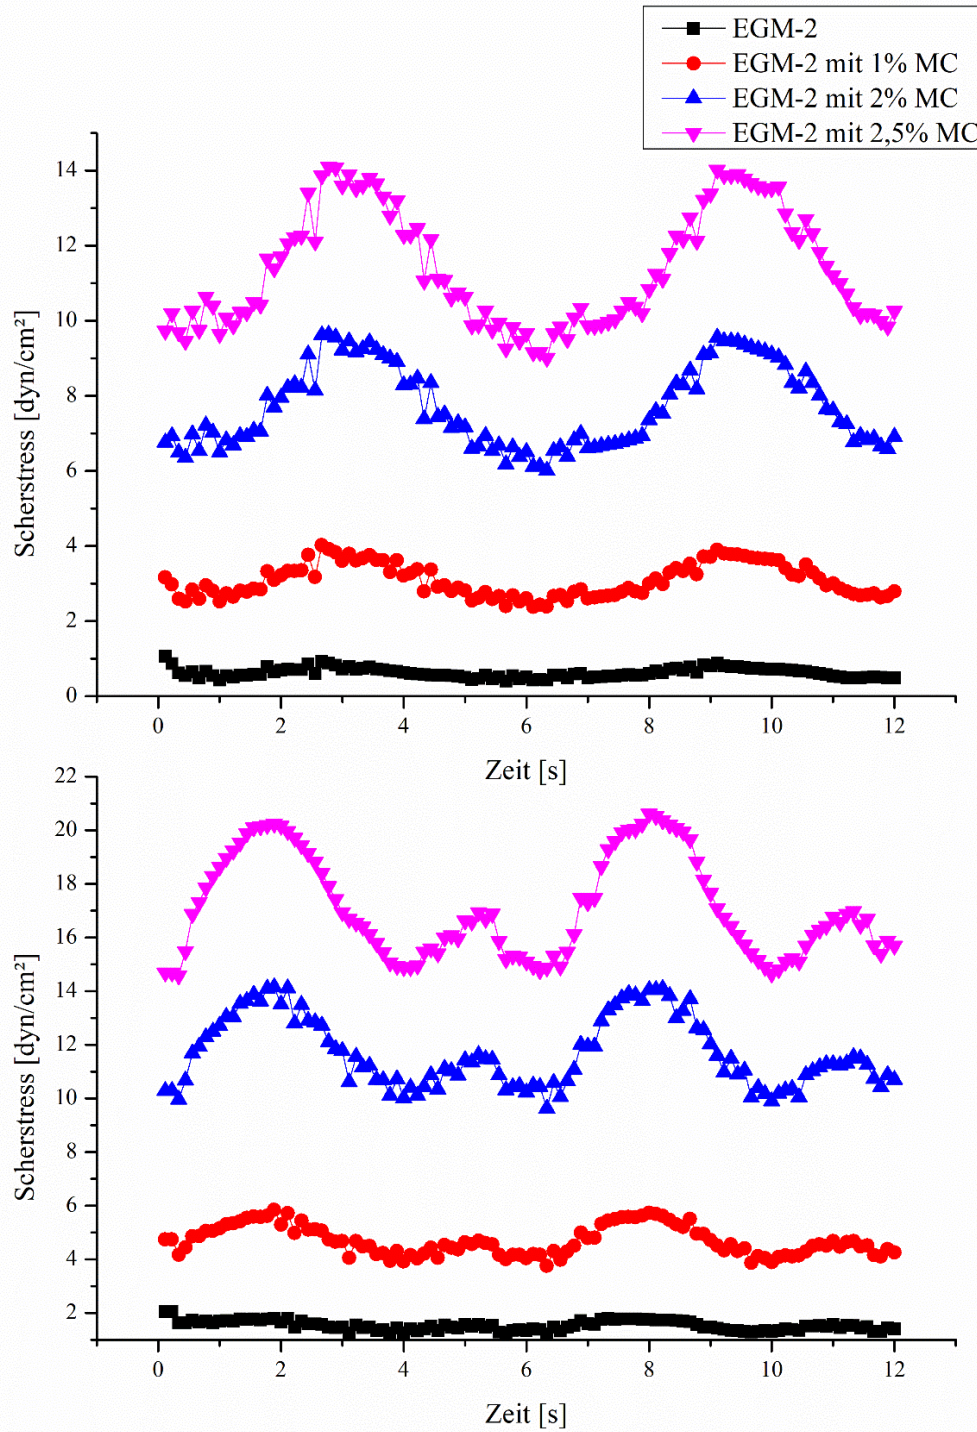 EGM-2
EGM-2 mit 1% MC
EGM-2 mit 2% MC
EGM-2 mit 2,5% MC
Scherstress [dyn/cm²]
14
12
10
8
6
4
2
0
0 2 4 6 8 10 12
Zeit [s]
Scherstress [dyn/cm²]
22
20
18
16
14
12
10
8
6
4
2
0 2 4 6 8 10 12
Zeit [s]